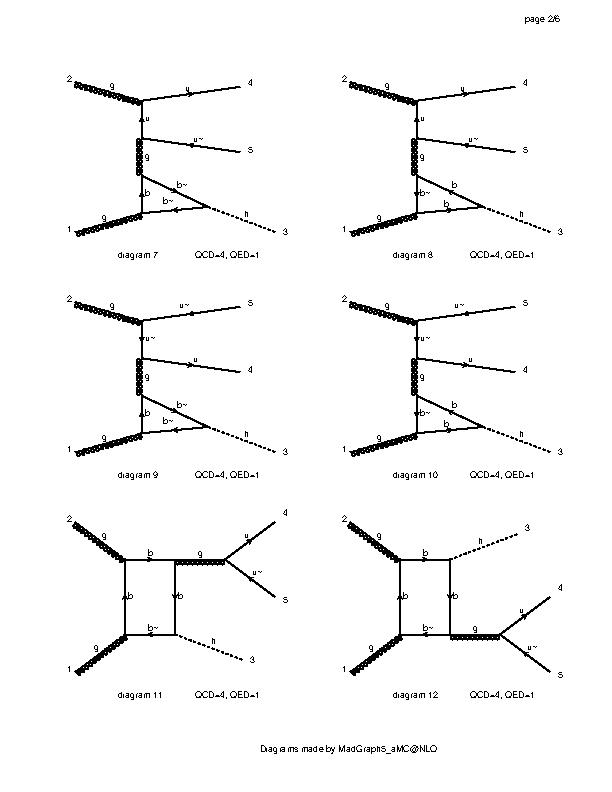 page 2/6
2 g u 4
u
u~ 5
g
b b~
b~
1 g h 3
diagram 7 QCD=4, QED=1
2 g u 4
u
u~ 5
g
b~ b
b
1 g h 3
diagram 8 QCD=4, QED=1
2 g u~ 5
u~
u 4
g
b b~
b~
1 g h 3
diagram 9 QCD=4, QED=1
2 g u~ 5
u~
u 4
g
b~ b
b
1 g h 3
diagram 10 QCD=4, QED=1
2 g b g u 4
b b u~ 5
1 g b~ h 3
diagram 11 QCD=4, QED=1
2 g b h 3
b b u 4
1 g b~ g u~ 5
diagram 12 QCD=4, QED=1
Diagrams made by MadGraph5_aMC@NLO